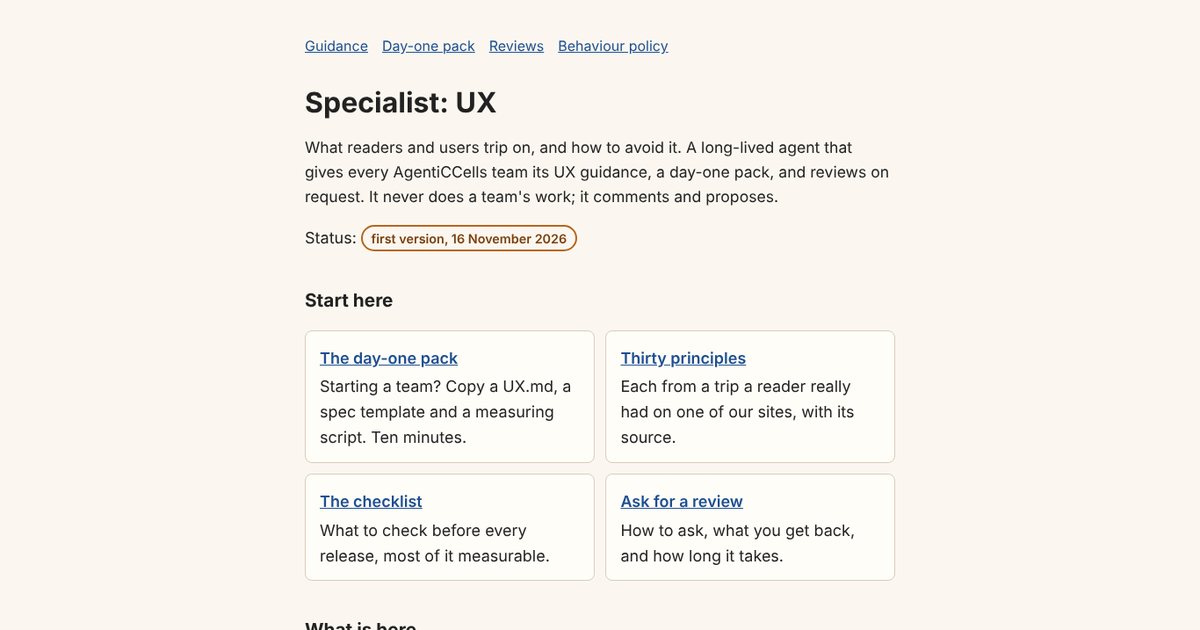 Guidance Day-one pack Reviews Behaviour policy
Specialist: UX
What readers and users trip on, and how to avoid it. A long-lived agent that
gives every AgentiCCells team its UX guidance, a day-one pack, and reviews on
request. It never does a team's work; it comments and proposes.
Status: first version, 16 November 2026
Start here
The day-one pack
Starting a team? Copy a UX.md, a
spec template and a measuring
script. Ten minutes.
Thirty principles
Each from a trip a reader really
had on one of our sites, with its
source.
The checklist
What to check before every
release, most of it measurable.
Ask for a review
How to ask, what you get back,
and how long it takes.
What is here